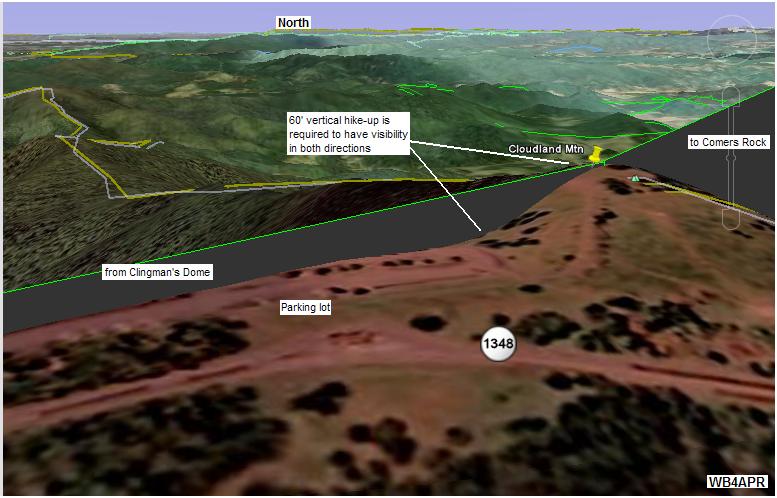 North
60' vertical hike-up is
required to have visibility
in both directions
Cloudland Mtn
to Comers Rock
from Clingman's Dome
Parking lot
1348
WB4APR